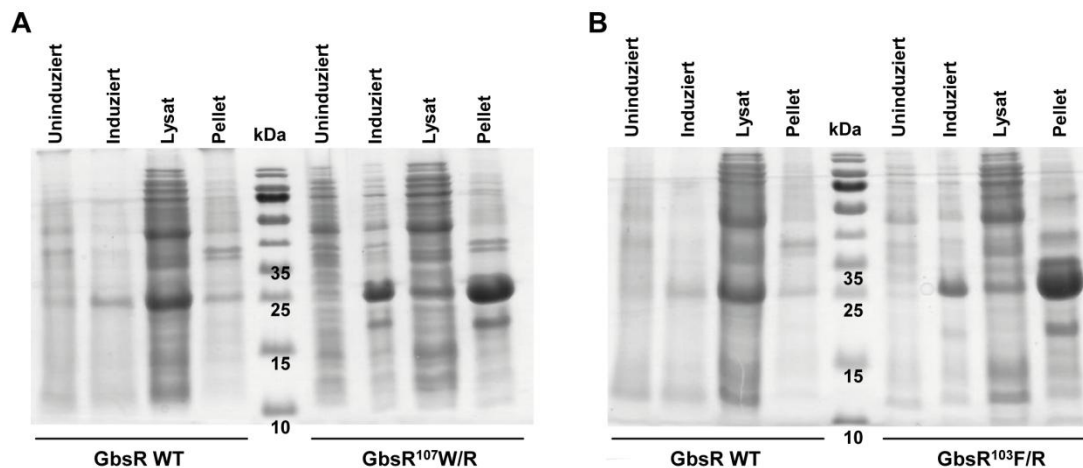 A
Uninduziert
Induziert
Lysat
Pellet
kDa
Uninduziert
Induziert
Lysat
Pellet
35
25
15
10
GbsR WT
GbsR¹⁰⁷W/R
B
Uninduziert
Induziert
Lysat
Pellet
kDa
Uninduziert
Induziert
Lysat
Pellet
35
25
15
10
GbsR WT
GbsR¹⁰³F/R